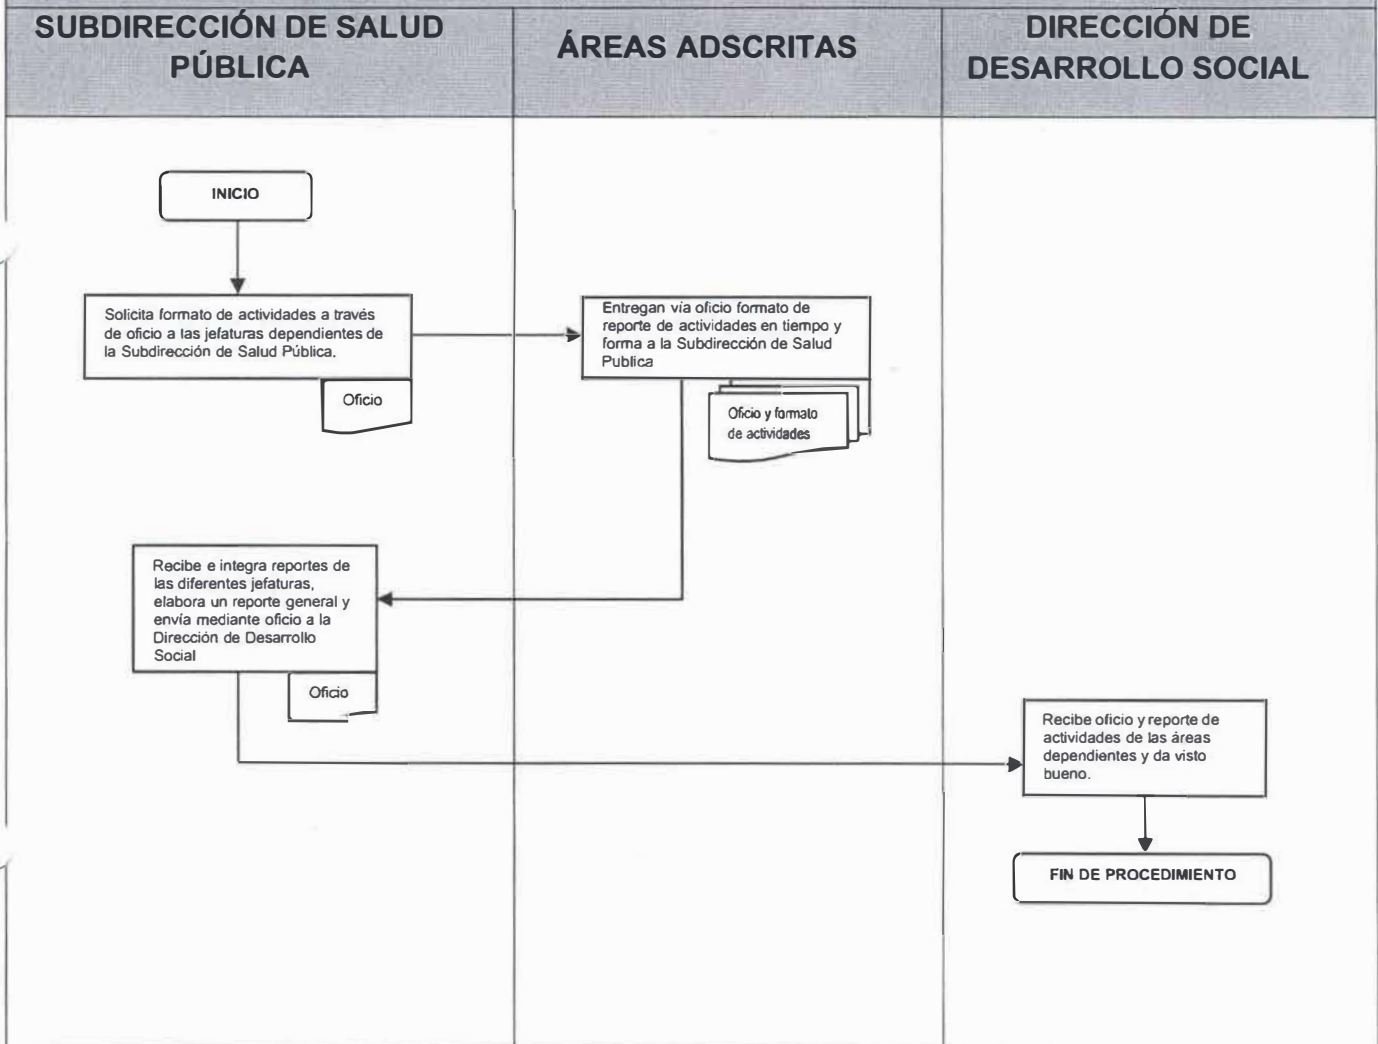 SUBDIRECCIÓN DE SALUD
PÚBLICA
ÁREAS ADSCRITAS
DIRECCIÓN DE
DESARROLLO SOCIAL
INICIO
Solicita formato de actividades a través
de oficio a las jefaturas dependientes de
la Subdirección de Salud Pública.
Oficio
Entregan vía oficio formato de
reporte de actividades en tiempo y
forma a la Subdirección de Salud
Publica
Oficio y formato
de actividades
Recibe e integra reportes de
las diferentes jefaturas,
elabora un reporte general y
envía mediante oficio a la
Dirección de Desarrollo
Social
Oficio
Recibe oficio y reporte de
actividades de las áreas
dependientes y da visto
bueno.
FIN DE PROCEDIMIENTO